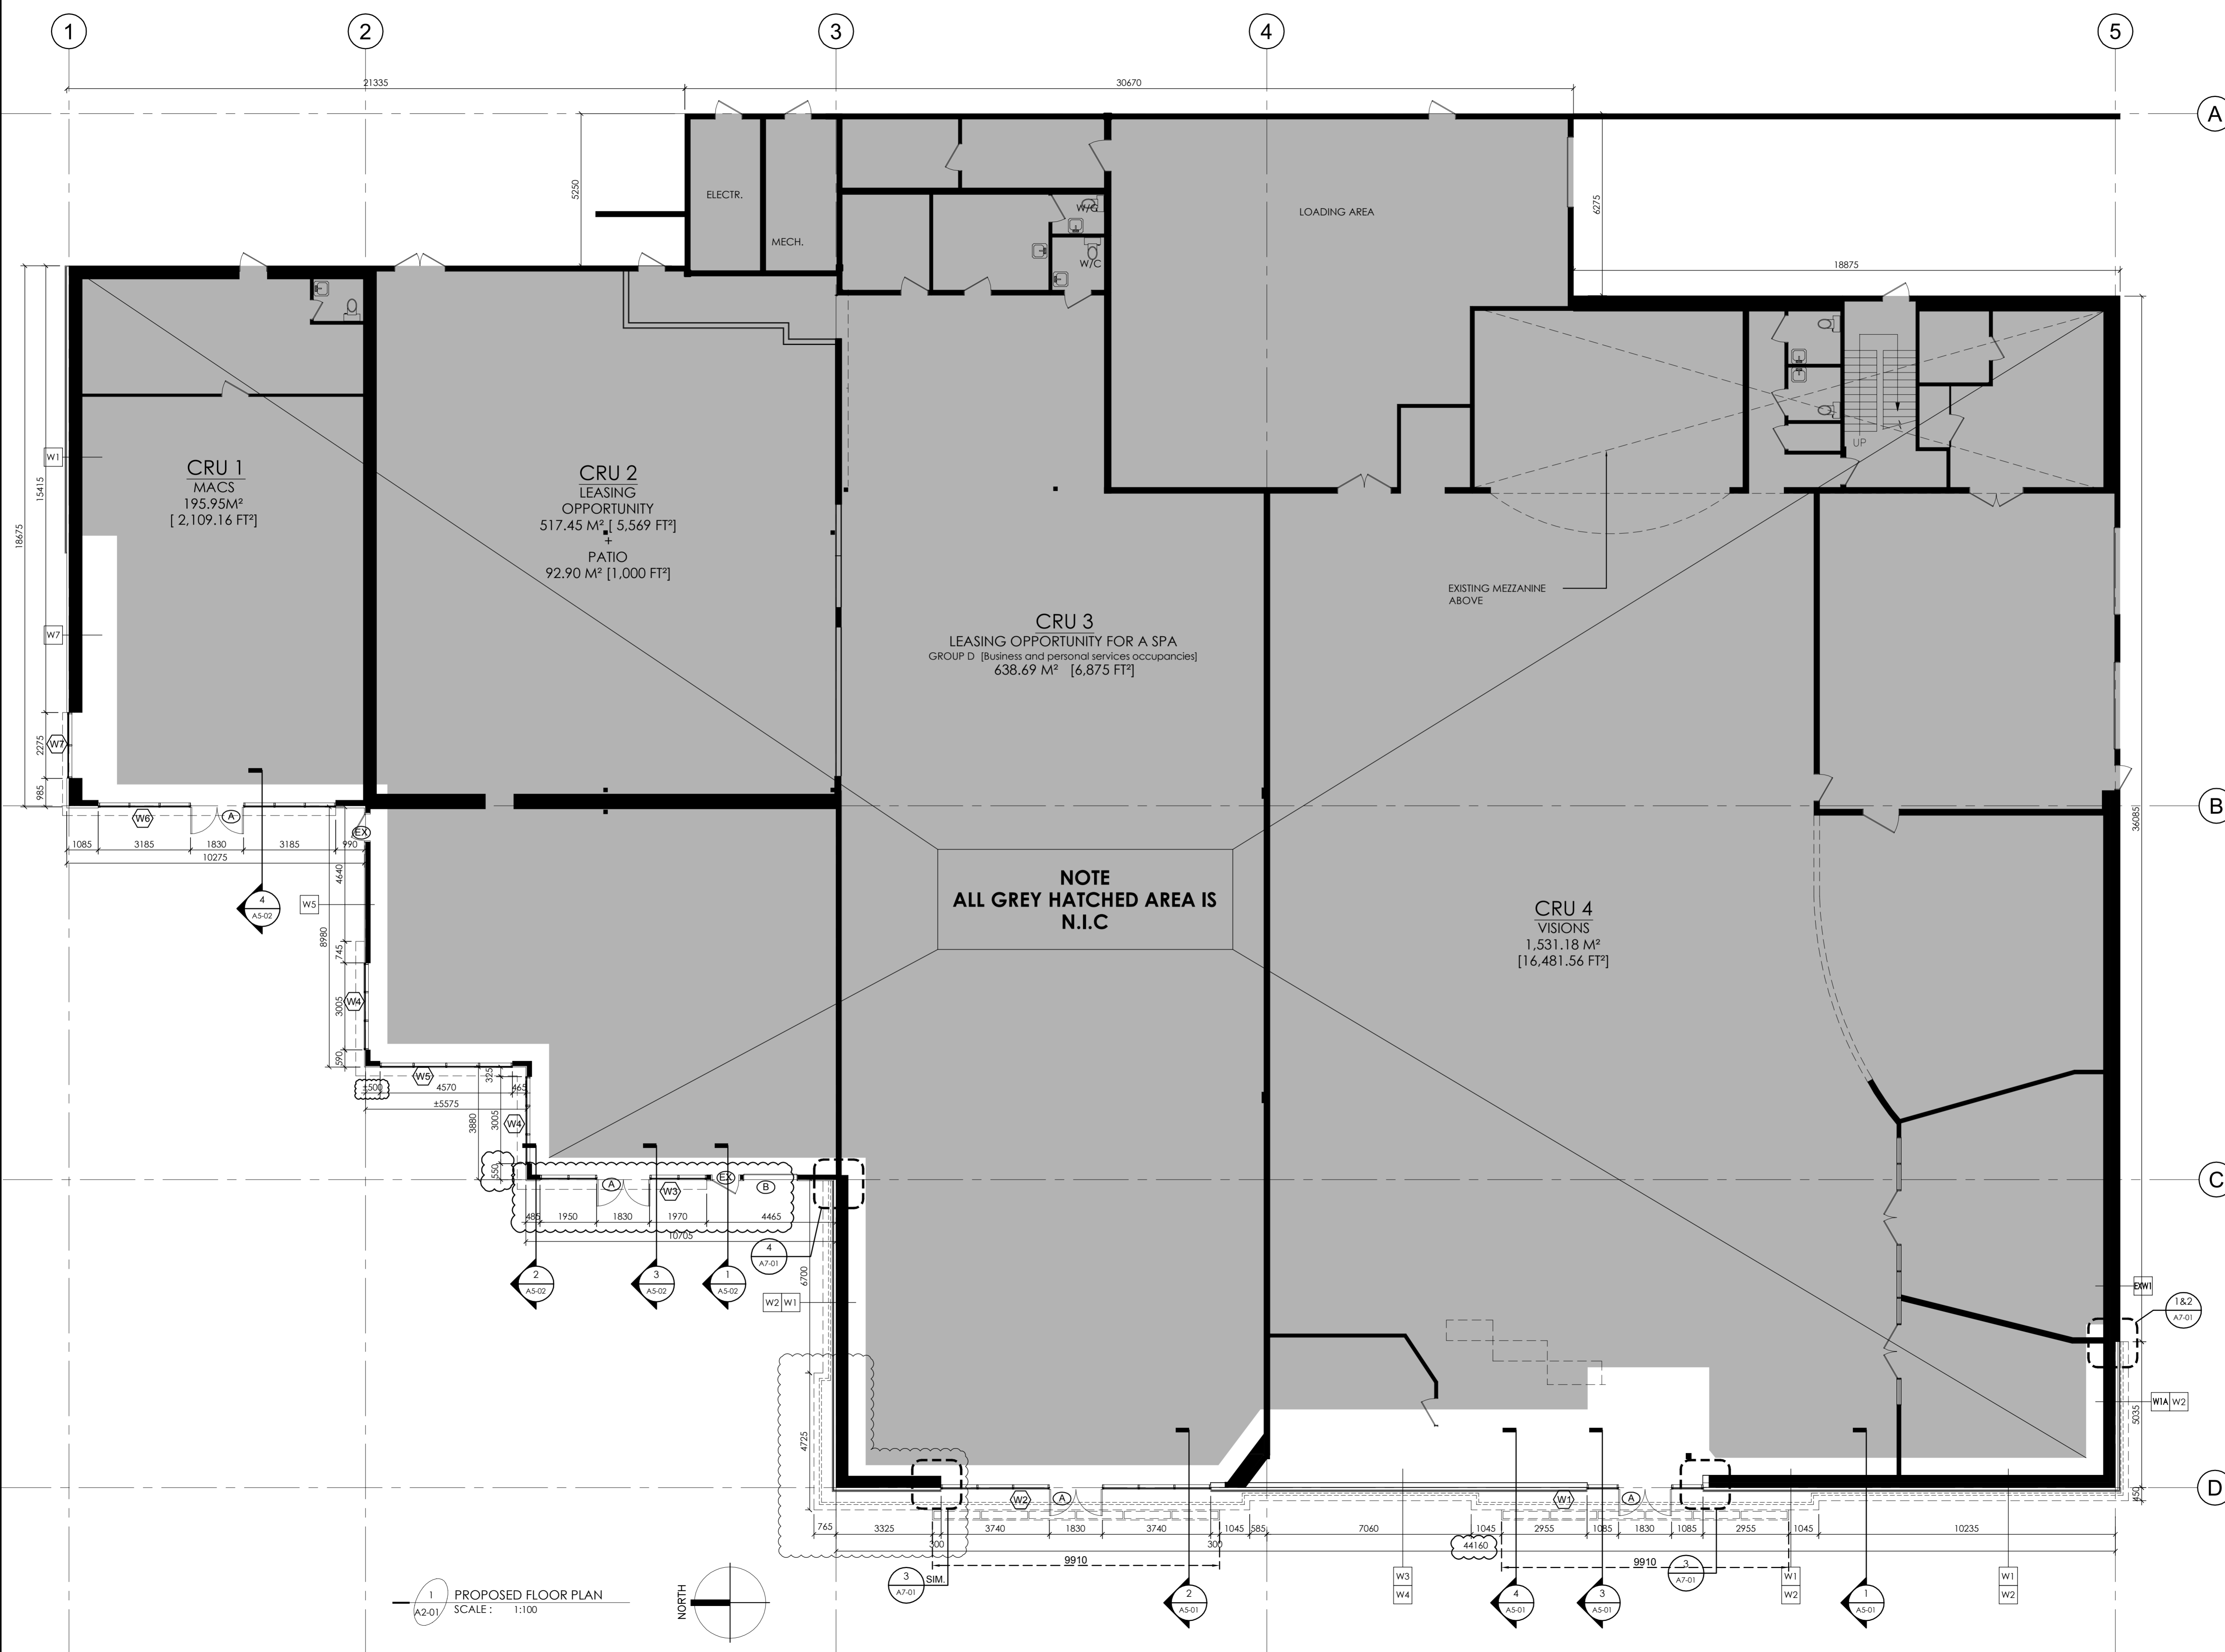 1
2
3
4
5
21335
30670
A
ELECTR.
MECH.
W/C
W/C
LOADING AREA
5250
6275
18875
CRU 1
MACS
195.95M²
[ 2,109.16 FT²]
CRU 2
LEASING
OPPORTUNITY
517.45 M² [ 5,569 FT²]
+
PATIO
92.90 M² [1,000 FT²]
UP
W1
15415
18675
W7
CRU 3
LEASING OPPORTUNITY FOR A SPA
GROUP D [Business and personal services occupancies]
638.69 M² [6,875 FT²]
EXISTING MEZZANINE
ABOVE
2275
W7
985
W6
A
EX
B
36085
1085
3185
1830
3185
990
10275
4640
4
A5-02
W5
8980
745
3005
W4
590
NOTE
ALL GREY HATCHED AREA IS
N.I.C
CRU 4
VISIONS
1,531.18 M²
[16,481.56 FT²]
W5
325
±500
4570
465
±5575
3880
3005
W4
550
A
W3
EX
B
C
485
1950
1830
1970
4465
10705
4
A7-01
2
A5-02
3
A5-02
1
A5-02
6700
W2
W1
EXW1
1&2
A7-01
W1A
W2
5035
450
4725
W2
A
W1
A
D
765
3325
300
3740
1830
3740
300
1045
585
7060
1045
2955
1085
1830
1085
2955
1045
10235
44160
9910
9910
3
A7-01
SIM.
2
A5-01
W3
W4
4
A5-01
3
A5-01
3
A7-01
W1
W2
1
A5-01
W1
W2
1
A2-01
PROPOSED FLOOR PLAN
SCALE : 1:100
NORTH